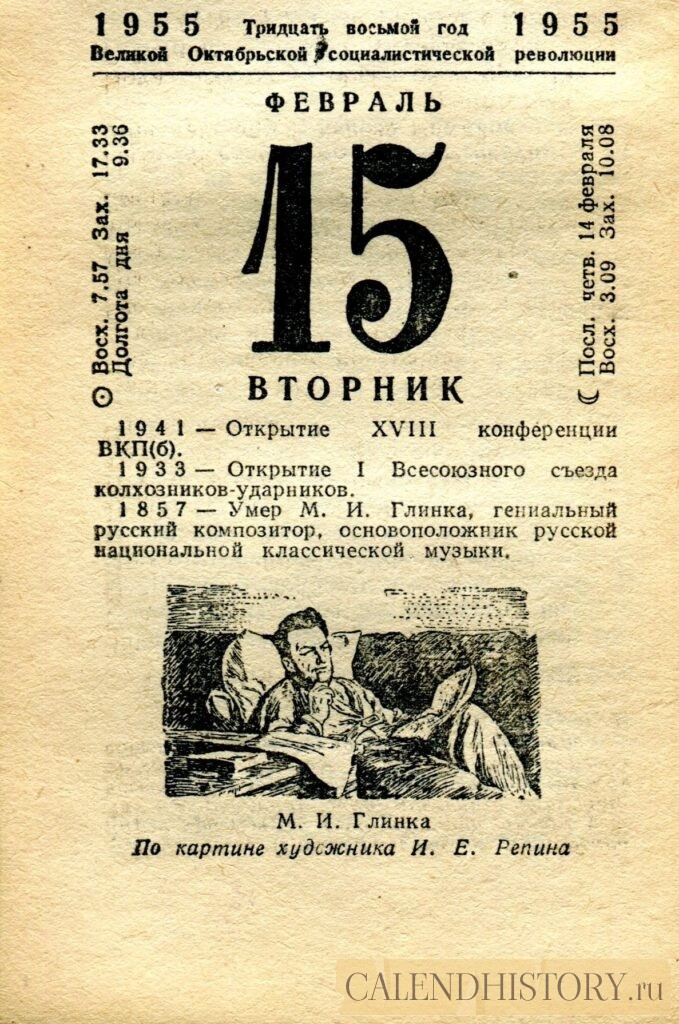 1955 Тридцать восьмой год 1955
Великой Октябрьской социалистической революции
ФЕВРАЛЬ
Восх. 7.57 Зах. 17.33
Долгота дня 9.36
15
Посл. четв. 14 февраля
Восх. 3.09 Зах. 10.08
ВТОРНИК
1941 — Открытие XVIII конференции
ВКП(б).
1933 — Открытие I Всесоюзного съезда
колхозников-ударников.
1857 — Умер М. И. Глинка, гениальный
русский композитор, основоположник русской
национальной классической музыки.
М. И. Глинка
По картине художника И. Е. Репина
CALENDHISTORY.ru